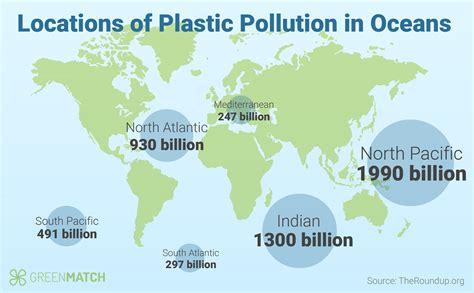 Locations of Plastic Pollution in Oceans
Mediterranean
247 billion
North Atlantic
930 billion
North Pacific
1990 billion
South Pacific
491 billion
Indian
1300 billion
South Atlantic
297 billion
GREENMATCH
Source: TheRoundup.org